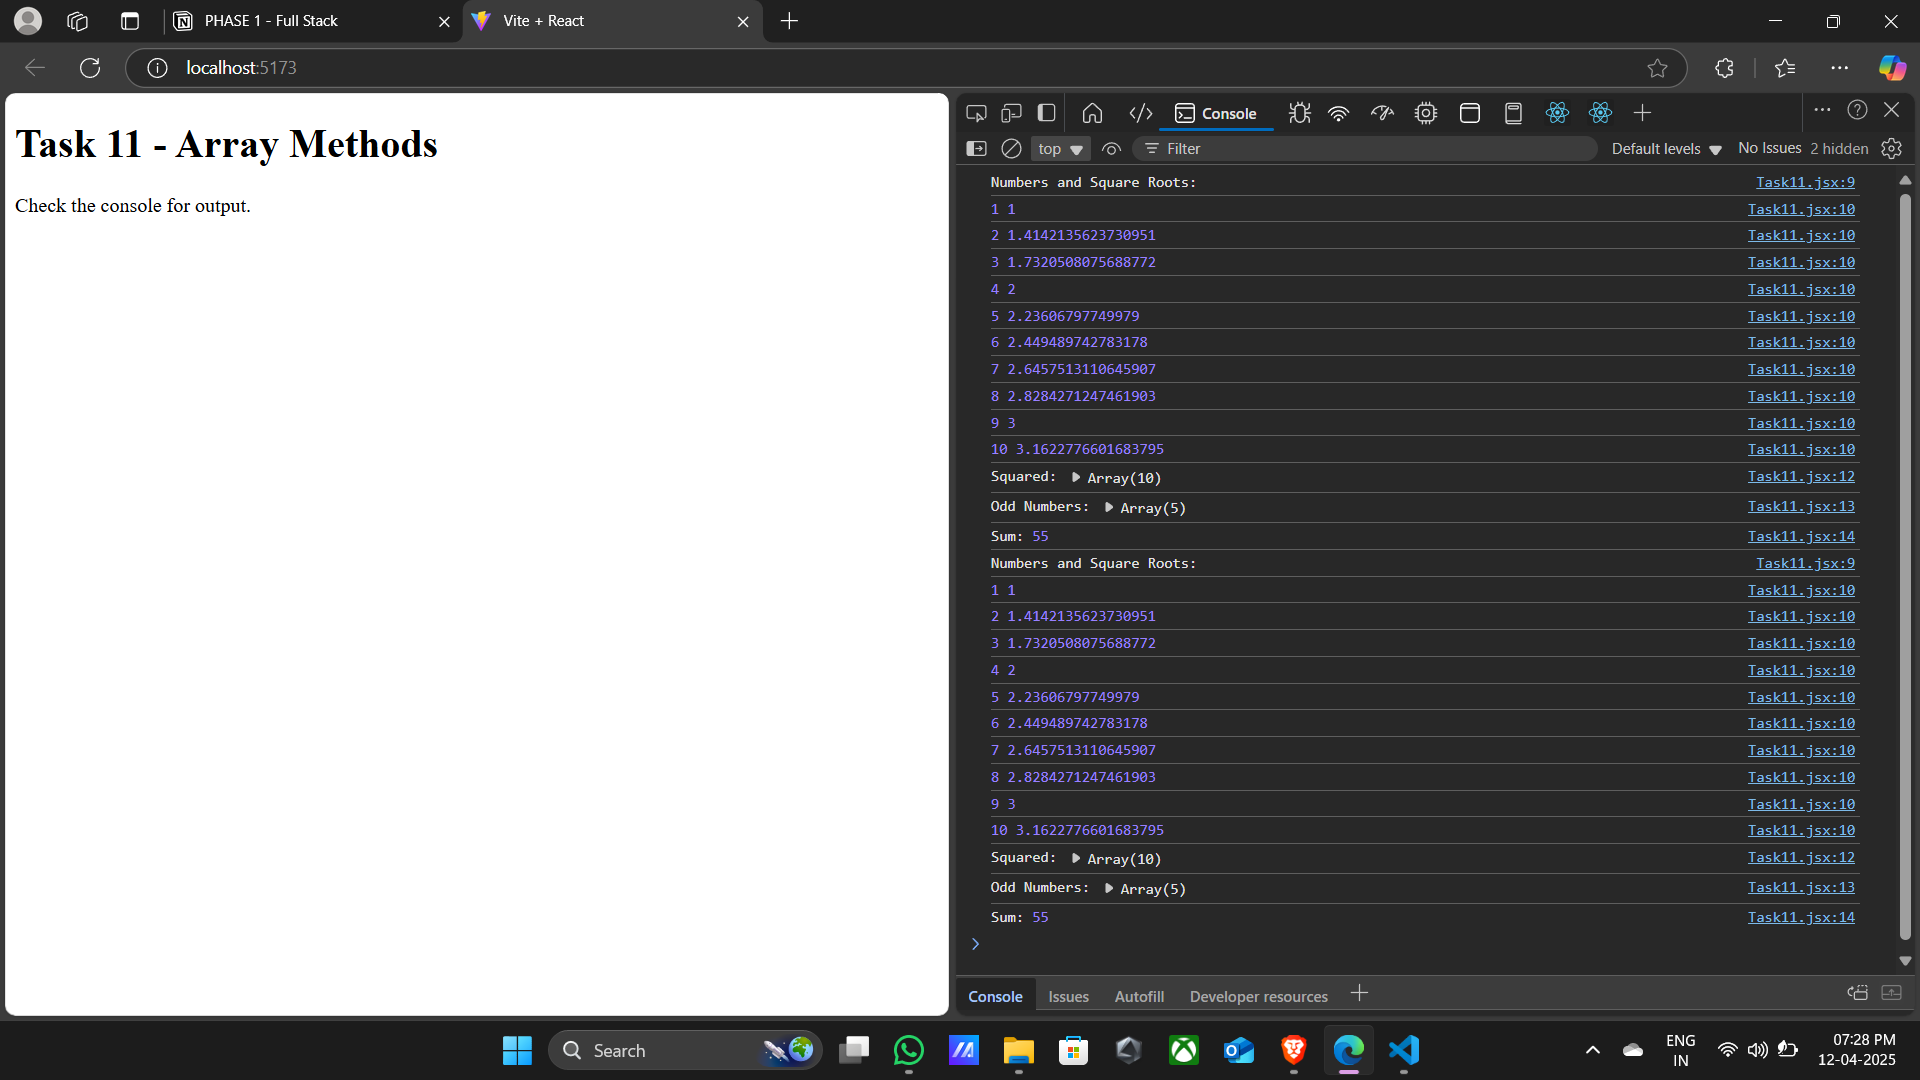 PHASE 1 - Full Stack
Vite + React
localhost:5173
Task 11 - Array Methods
Check the console for output.
Console
top
Filter
Default levels
No Issues
2 hidden
Numbers and Square Roots: Task11.jsx:9
1 1 Task11.jsx:10
2 1.4142135623730951 Task11.jsx:10
3 1.7320508075688772 Task11.jsx:10
4 2 Task11.jsx:10
5 2.23606797749979 Task11.jsx:10
6 2.449489742783178 Task11.jsx:10
7 2.6457513110645907 Task11.jsx:10
8 2.8284271247461903 Task11.jsx:10
9 3 Task11.jsx:10
10 3.1622776601683795 Task11.jsx:10
Squared: Array(10) Task11.jsx:12
Odd Numbers: Array(5) Task11.jsx:13
Sum: 55 Task11.jsx:14
Numbers and Square Roots: Task11.jsx:9
1 1 Task11.jsx:10
2 1.4142135623730951 Task11.jsx:10
3 1.7320508075688772 Task11.jsx:10
4 2 Task11.jsx:10
5 2.23606797749979 Task11.jsx:10
6 2.449489742783178 Task11.jsx:10
7 2.6457513110645907 Task11.jsx:10
8 2.8284271247461903 Task11.jsx:10
9 3 Task11.jsx:10
10 3.1622776601683795 Task11.jsx:10
Squared: Array(10) Task11.jsx:12
Odd Numbers: Array(5) Task11.jsx:13
Sum: 55 Task11.jsx:14
Console Issues Autofill Developer resources
Search
ENG
IN
07:28 PM
12-04-2025